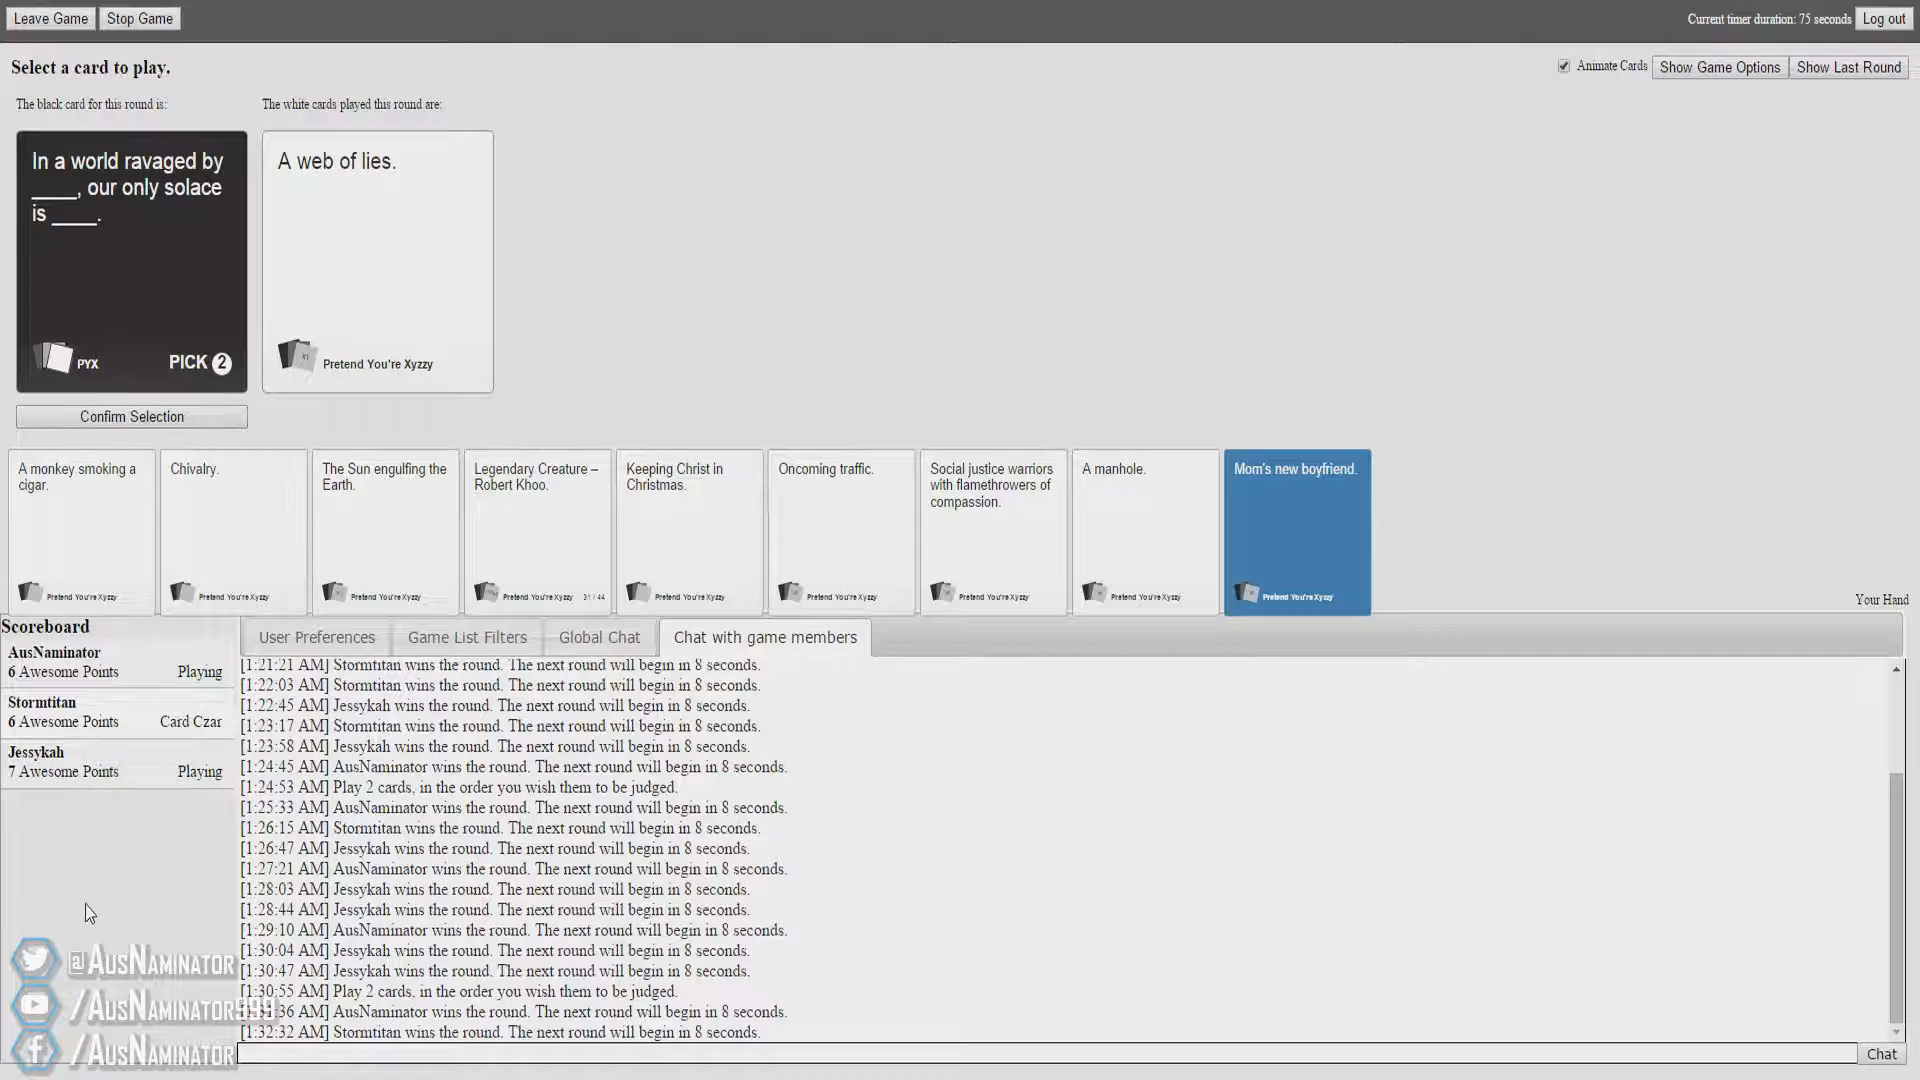 Leave Game
Stop Game
Current timer duration: 75 seconds
Log out
Select a card to play.
Animate Cards
Show Game Options
Show Last Round
The black card for this round is:
The white cards played this round are:
In a world ravaged by
____, our only solace
is ____.
PYX
PICK 2
A web of lies.
Pretend You're Xyzzy
Confirm Selection
A monkey smoking a
cigar.
Pretend You're Xyzzy
Chivalry.
Pretend You're Xyzzy
The Sun engulfing the
Earth.
Pretend You're Xyzzy
Legendary Creature –
Robert Khoo.
Pretend You're Xyzzy
31 / 44
Keeping Christ in
Christmas.
Pretend You're Xyzzy
Oncoming traffic.
Pretend You're Xyzzy
Social justice warriors
with flamethrowers of
compassion.
Pretend You're Xyzzy
A manhole.
Pretend You're Xyzzy
Mom's new boyfriend.
Pretend You're Xyzzy
Your Hand
Scoreboard
AusNaminator
6 Awesome Points
Playing
Stormtitan
6 Awesome Points
Card Czar
Jessykah
7 Awesome Points
Playing
User Preferences
Game List Filters
Global Chat
Chat with game members
[1:21:21 AM] Stormtitan wins the round. The next round will begin in 8 seconds.
[1:22:03 AM] Stormtitan wins the round. The next round will begin in 8 seconds.
[1:22:45 AM] Jessykah wins the round. The next round will begin in 8 seconds.
[1:23:17 AM] Stormtitan wins the round. The next round will begin in 8 seconds.
[1:23:58 AM] Jessykah wins the round. The next round will begin in 8 seconds.
[1:24:45 AM] AusNaminator wins the round. The next round will begin in 8 seconds.
[1:24:53 AM] Play 2 cards, in the order you wish them to be judged.
[1:25:33 AM] AusNaminator wins the round. The next round will begin in 8 seconds.
[1:26:15 AM] Stormtitan wins the round. The next round will begin in 8 seconds.
[1:26:47 AM] Jessykah wins the round. The next round will begin in 8 seconds.
[1:27:21 AM] AusNaminator wins the round. The next round will begin in 8 seconds.
[1:28:03 AM] Jessykah wins the round. The next round will begin in 8 seconds.
[1:28:44 AM] Jessykah wins the round. The next round will begin in 8 seconds.
[1:29:10 AM] AusNaminator wins the round. The next round will begin in 8 seconds.
[1:30:04 AM] Jessykah wins the round. The next round will begin in 8 seconds.
[1:30:47 AM] Jessykah wins the round. The next round will begin in 8 seconds.
[1:30:55 AM] Play 2 cards, in the order you wish them to be judged.
:36 AM] AusNaminator wins the round. The next round will begin in 8 seconds.
[1:32:32 AM] Stormtitan wins the round. The next round will begin in 8 seconds.
@AusNaminator
/AusNaminator999
/AusNaminator
Chat